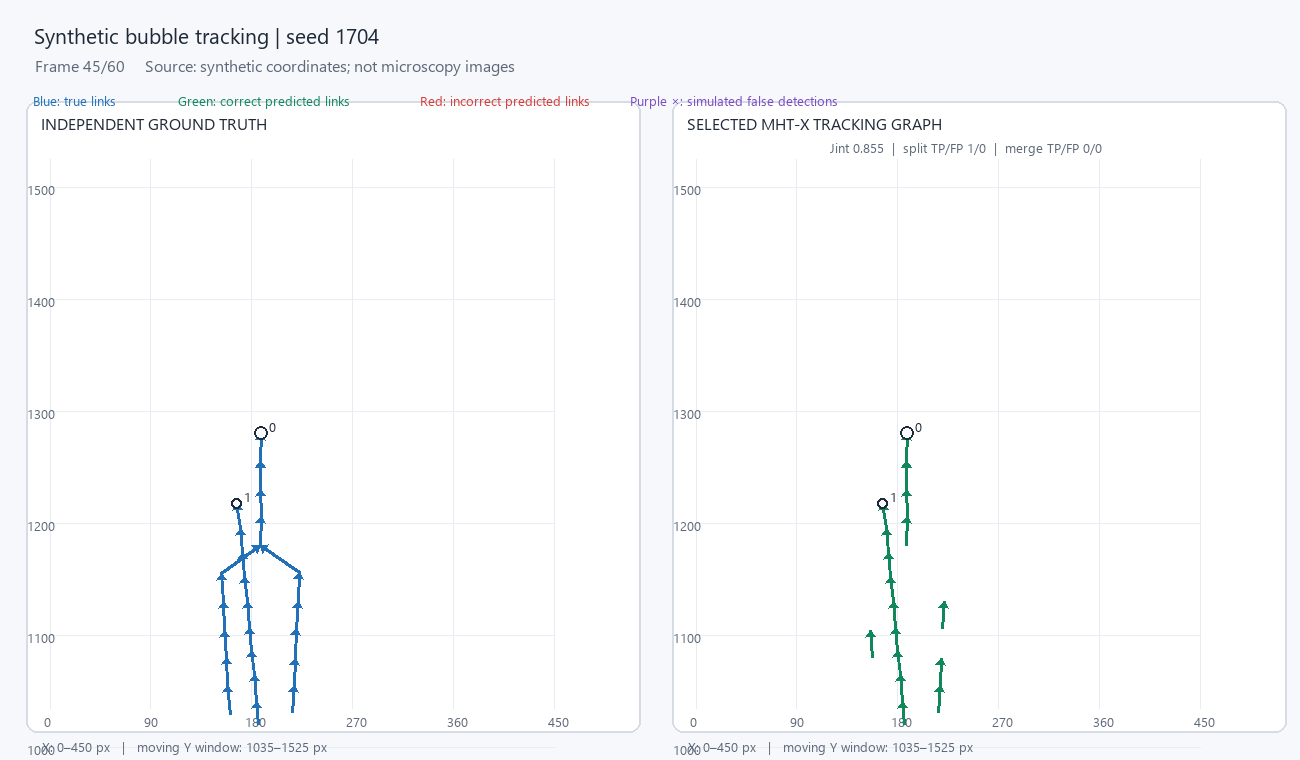 Synthetic bubble tracking | seed 1704
Frame 45/60 Source: synthetic coordinates; not microscopy images
Blue: true links Green: correct predicted links Red: incorrect predicted links Purple ×: simulated false detections
INDEPENDENT GROUND TRUTH
1500
1400
1300
0
1
1200
1100
0 90 180 270 360 450
1000
X: 0–450 px | moving Y window: 1035–1525 px
SELECTED MHT-X TRACKING GRAPH
Jint 0.855 | split TP/FP 1/0 | merge TP/FP 0/0
1500
1400
1300
0
1
1200
1100
0 90 180 270 360 450
1000
X: 0–450 px | moving Y window: 1035–1525 px